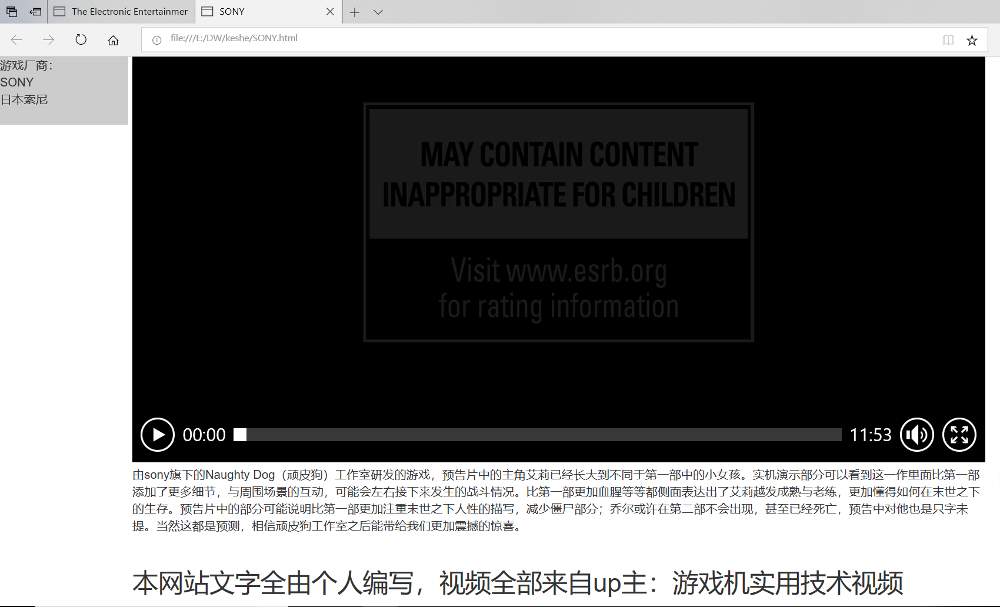 The Electronic Entertainmen
SONY
file:///E:/DW/keshe/SONY.html
游戏厂商：
SONY
日本索尼
MAY CONTAIN CONTENT
INAPPROPRIATE FOR CHILDREN
Visit www.esrb.org
for rating information
00:00
11:53
由sony旗下的Naughty Dog（顽皮狗）工作室研发的游戏，预告片中的主角艾莉已经长大到不同于第一部中的小女孩。实机演示部分可以看到这一作里面比第一部
添加了更多细节，与周围场景的互动，可能会左右接下来发生的战斗情况。比第一部更加血腥等等都侧面表达出了艾莉越发成熟与老练，更加懂得如何在末世之下
的生存。预告片中的部分可能说明比第一部更加注重末世之下人性的描写，减少僵尸部分；乔尔或许在第二部不会出现，甚至已经死亡，预告中对他也是只字未
提。当然这都是预测，相信顽皮狗工作室之后能带给我们更加震撼的惊喜。
本网站文字全由个人编写，视频全部来自up主：游戏机实用技术视频